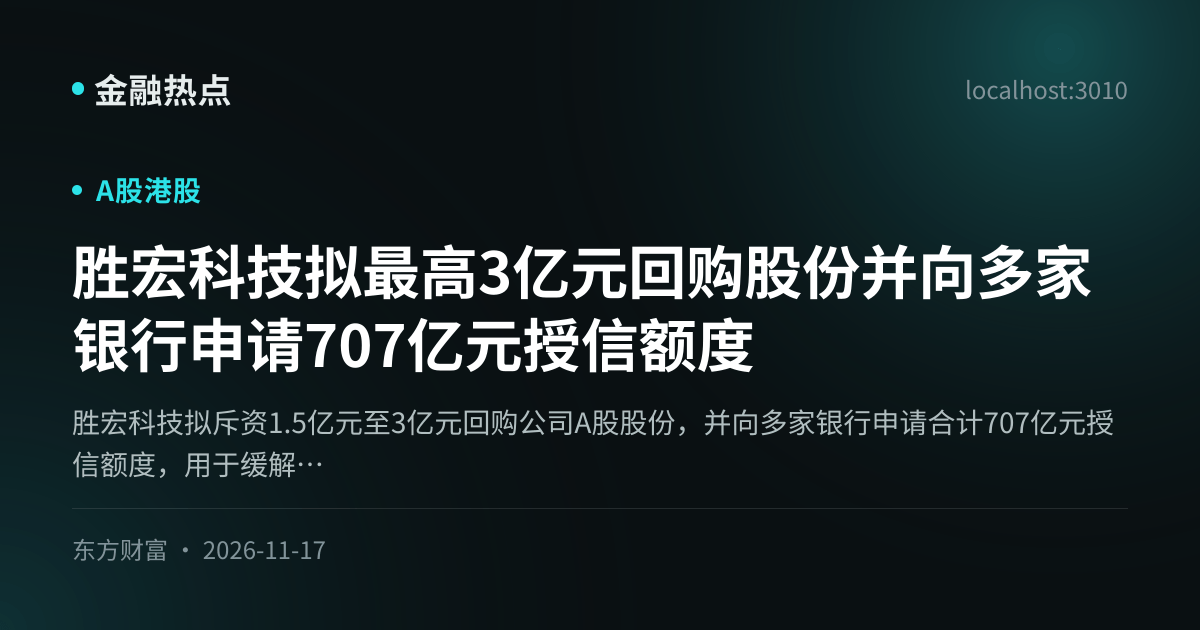 金融热点
localhost:3010
A股港股
胜宏科技拟最高3亿元回购股份并向多家
银行申请707亿元授信额度
胜宏科技拟斥资1.5亿元至3亿元回购公司A股股份，并向多家银行申请合计707亿元授
信额度，用于缓解…
东方财富 · 2026-11-17